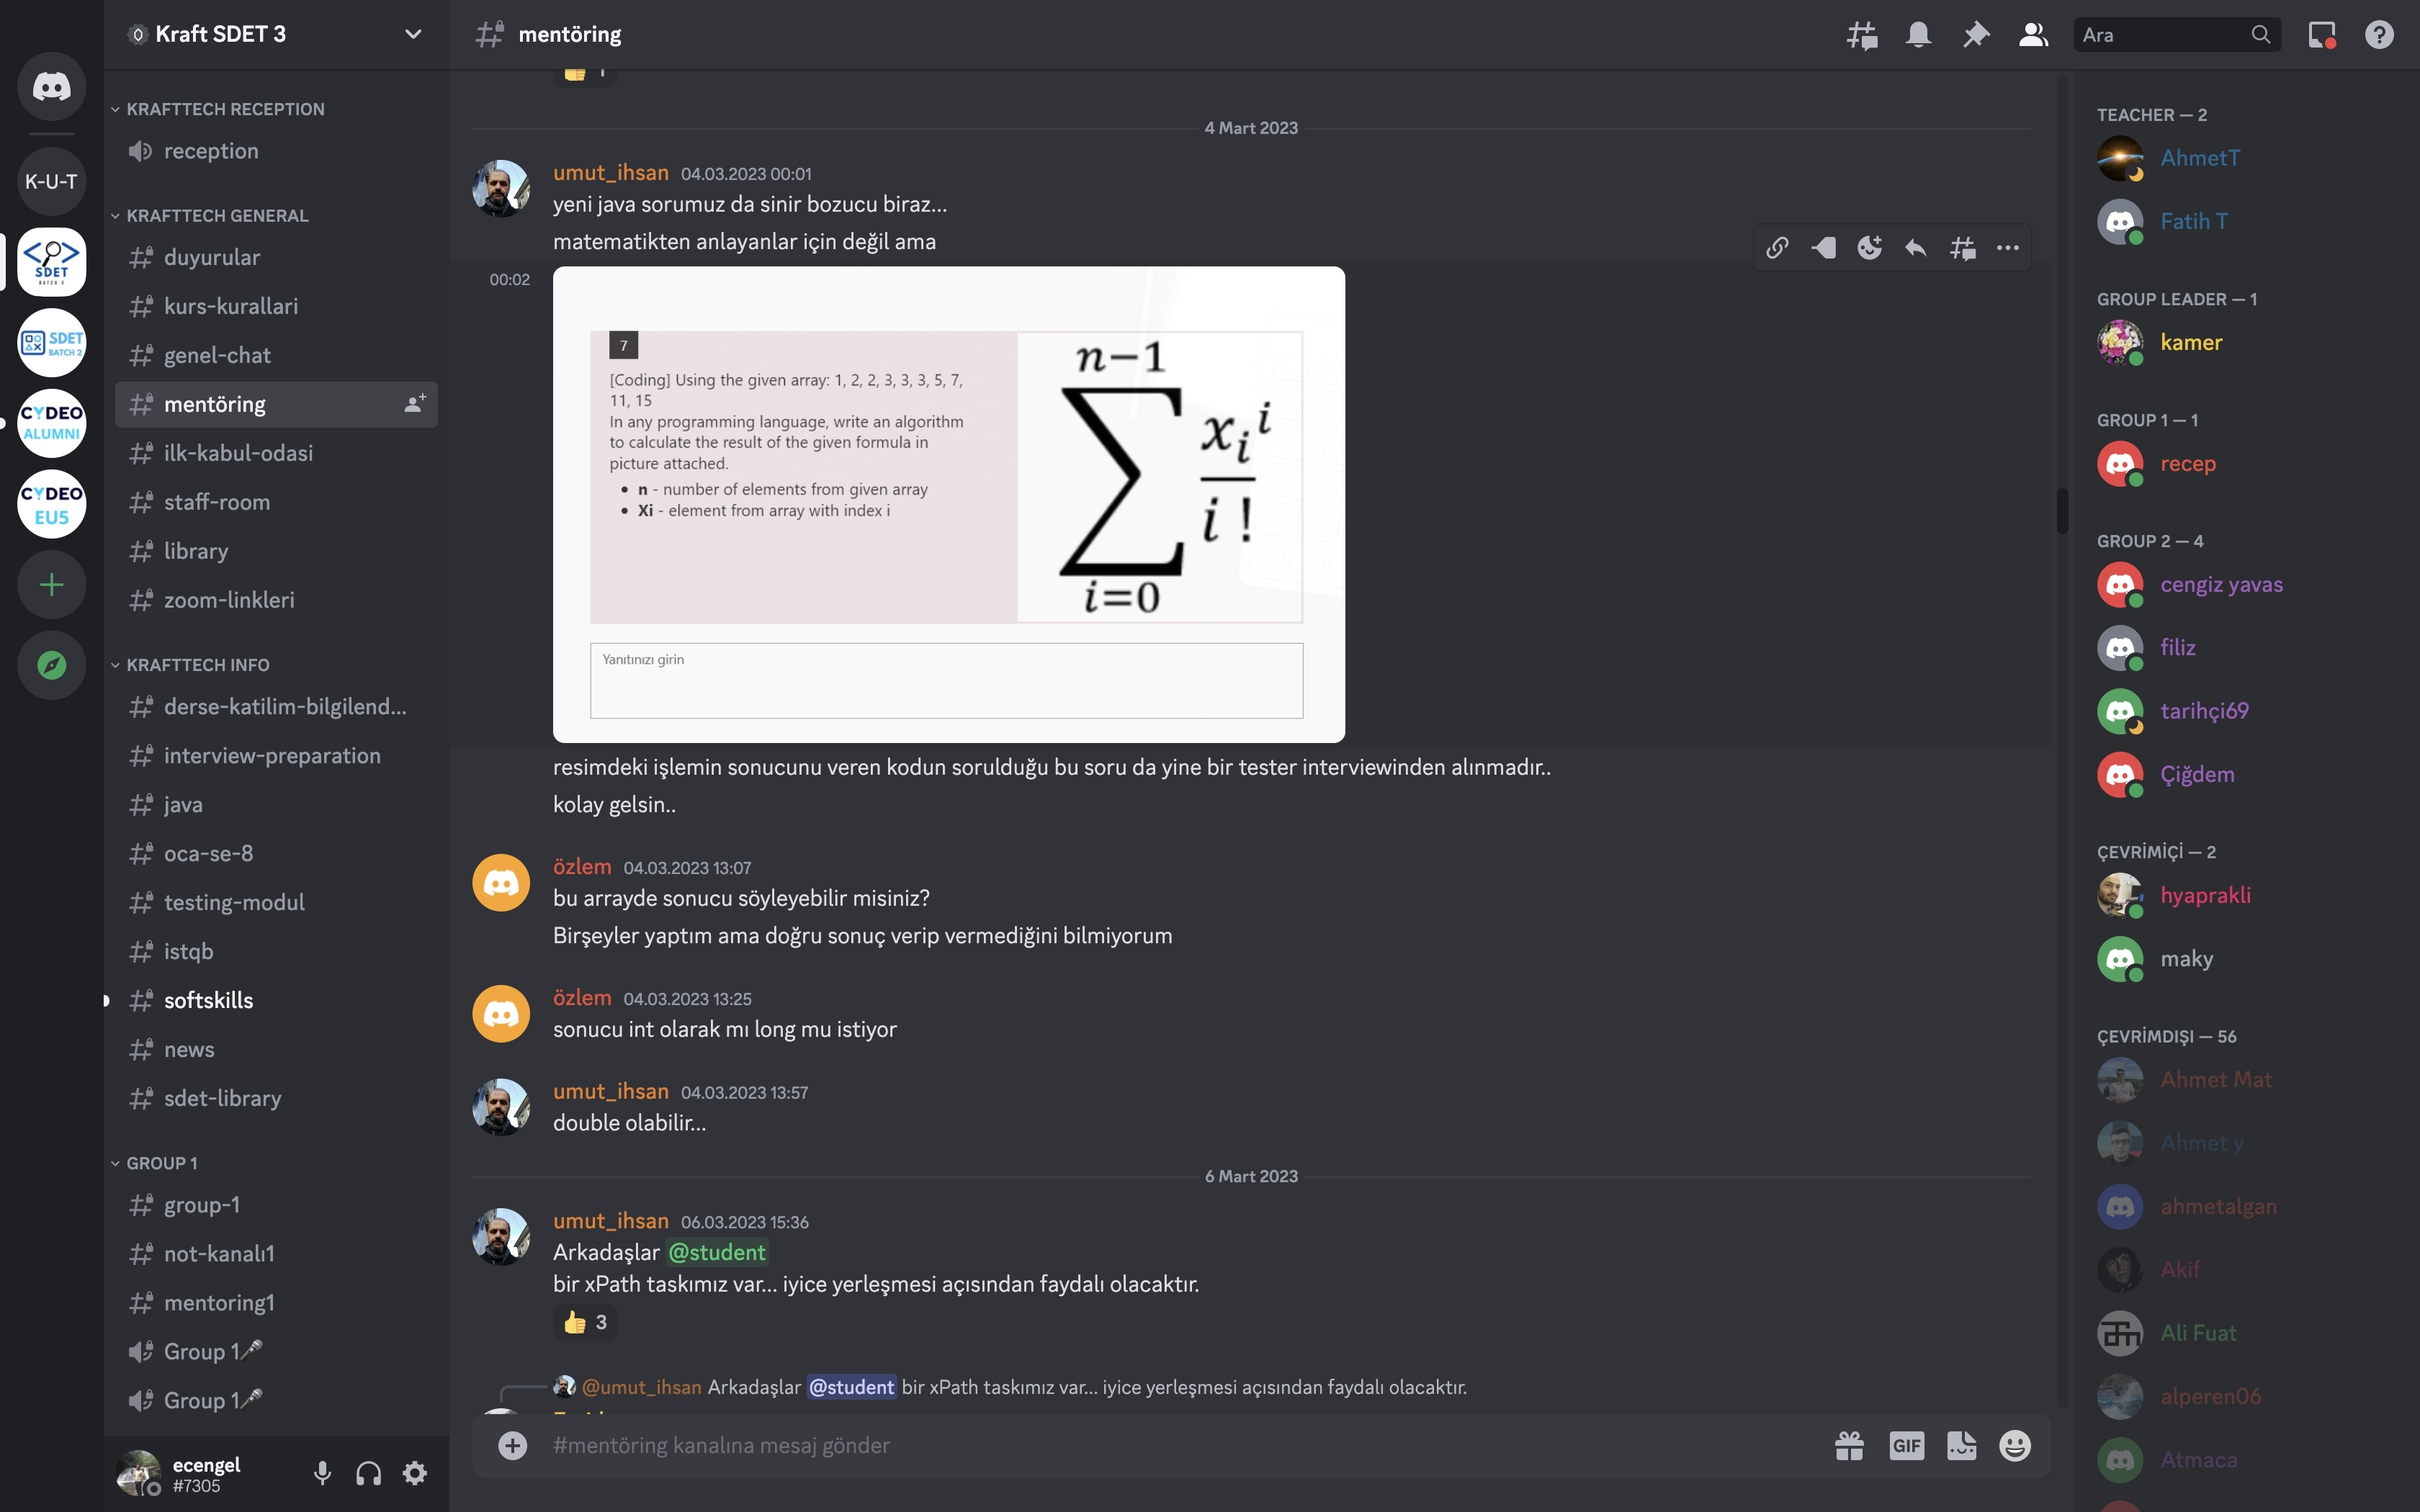 Kraft SDET 3
mentöring
Ara
K-U-T
SDET
BATCH 3
SDET
BATCH 2
CYDEO
ALUMNI
CYDEO
EU5
KRAFTTECH RECEPTION
reception
KRAFTTECH GENERAL
duyurular
kurs-kurallari
genel-chat
mentöring
ilk-kabul-odasi
staff-room
library
zoom-linkleri
KRAFTTECH INFO
derse-katilim-bilgilend...
interview-preparation
java
oca-se-8
testing-modul
istqb
softskills
news
sdet-library
GROUP 1
group-1
not-kanalı1
mentoring1
Group 1
Group 1
ecengel
#7305
1
4 Mart 2023
umut_ihsan 04.03.2023 00:01
yeni java sorumuz da sinir bozucu biraz...
matematikten anlayanlar için değil ama
00:02
7
[Coding] Using the given array: 1, 2, 2, 3, 3, 3, 5, 7,
11, 15
In any programming language, write an algorithm
to calculate the result of the given formula in
picture attached.
• n - number of elements from given array
• Xi - element from array with index i
n−1
∑ xᵢⁱ
i !
i=0
Yanıtınızı girin
resimdeki işlemin sonucunu veren kodun sorulduğu bu soru da yine bir tester interviewinden alınmadır..
kolay gelsin..
özlem 04.03.2023 13:07
bu arrayde sonucu söyleyebilir misiniz?
Birşeyler yaptım ama doğru sonuç verip vermediğini bilmiyorum
özlem 04.03.2023 13:25
sonucu int olarak mı long mu istiyor
umut_ihsan 04.03.2023 13:57
double olabilir...
6 Mart 2023
umut_ihsan 06.03.2023 15:36
Arkadaşlar @student
bir xPath taskımız var... iyice yerleşmesi açısından faydalı olacaktır.
3
@umut_ihsan Arkadaşlar @student bir xPath taskımız var... iyice yerleşmesi açısından faydalı olacaktır.
#mentöring kanalına mesaj gönder
GIF
TEACHER — 2
AhmetT
Fatih T
GROUP LEADER — 1
kamer
GROUP 1 — 1
recep
GROUP 2 — 4
cengiz yavas
filiz
tarihçi69
Çiğdem
ÇEVRİMİÇİ — 2
hyaprakli
maky
ÇEVRİMDIŞI — 56
Ahmet Mat
Ahmet y
ahmetalgan
Akif
Ali Fuat
alperen06
Atmaca